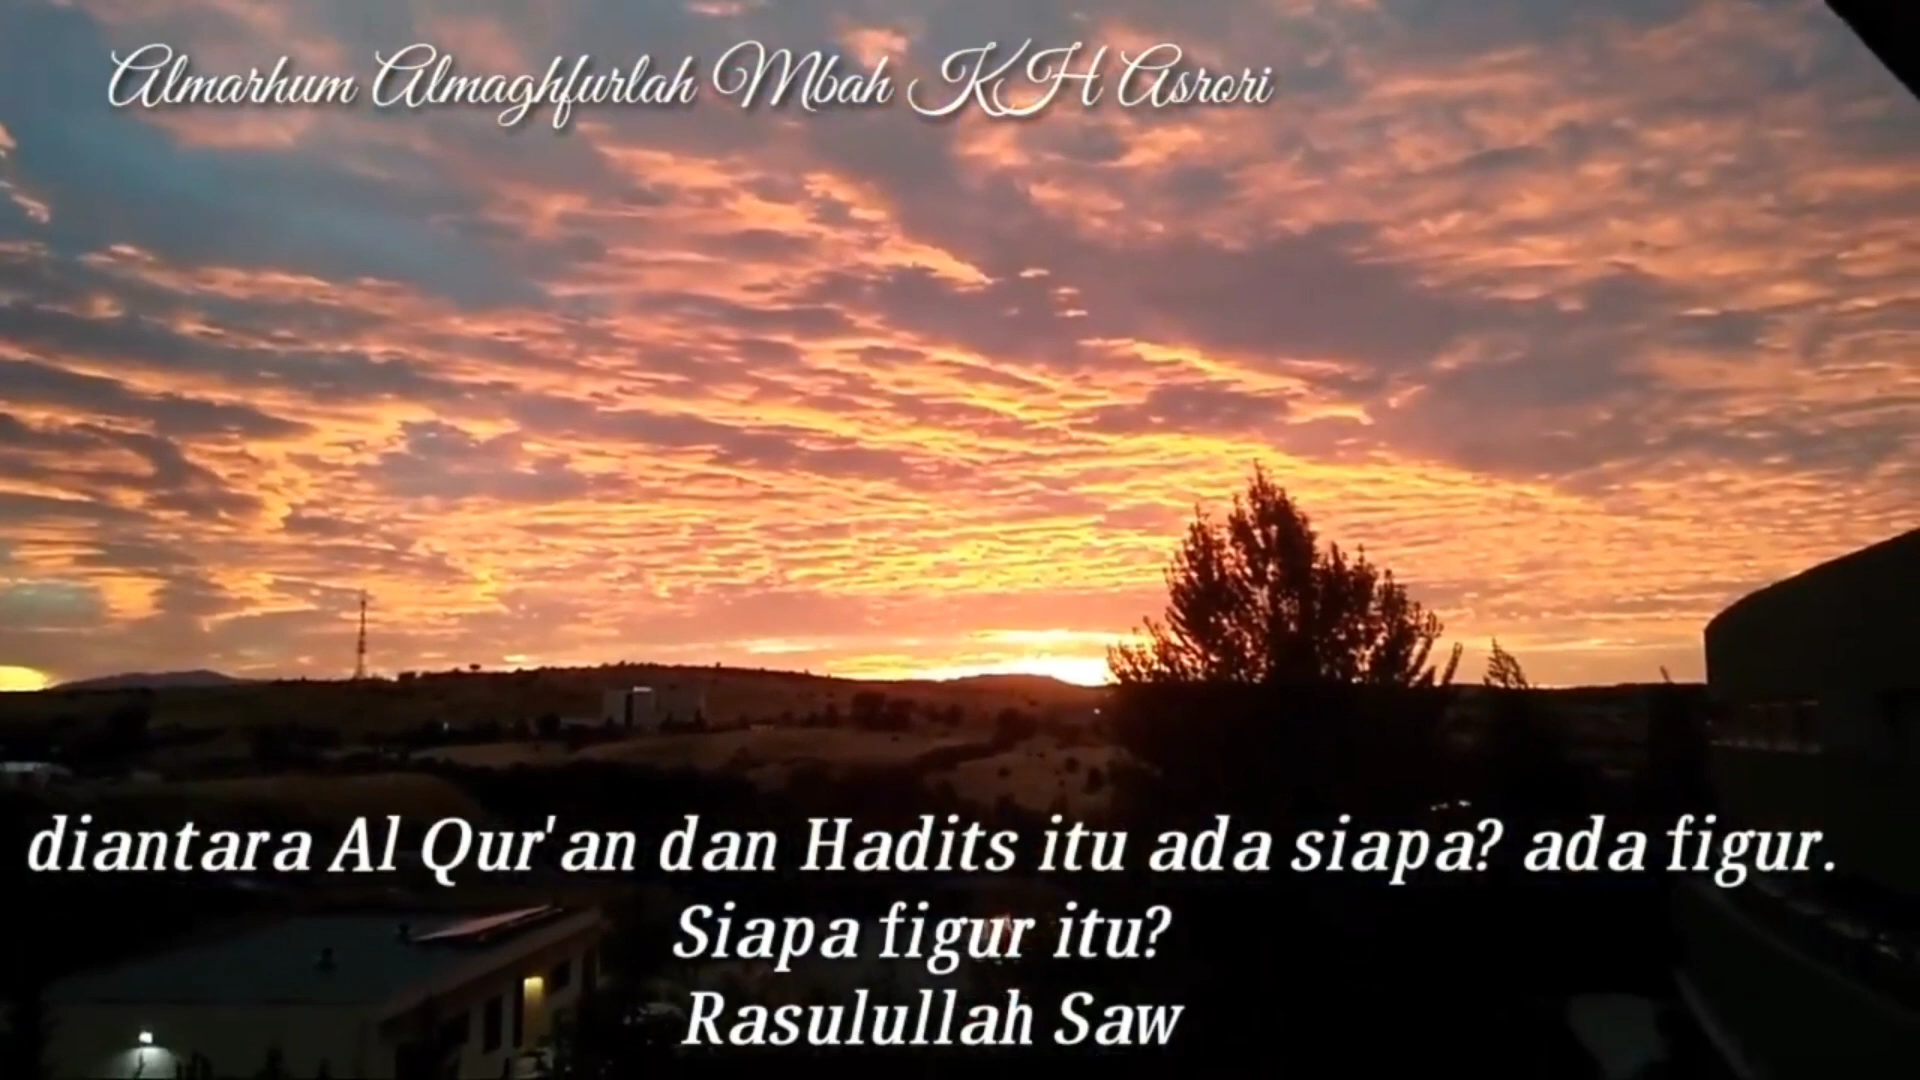 Almarhum Almaghfurlah Mbah KH Asrori
diantara Al Qur'an dan Hadits itu ada siapa? ada figur.
Siapa figur itu?
Rasulullah Saw